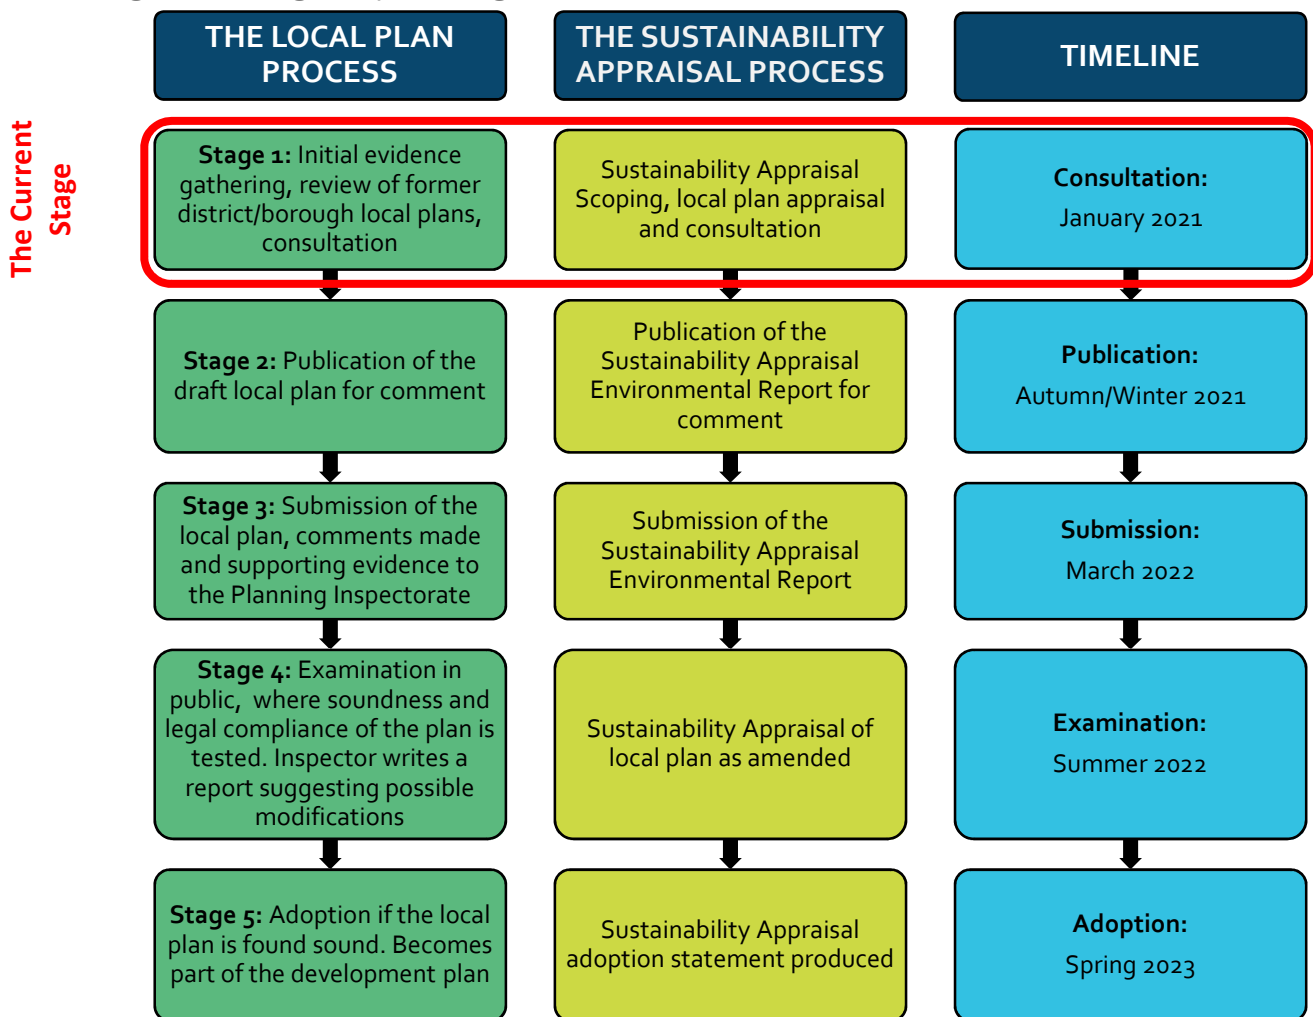 THE LOCAL PLAN
PROCESS
THE SUSTAINABILITY
APPRAISAL PROCESS
TIMELINE
The Current
Stage
Stage 1: Initial evidence
gathering, review of former
district/borough local plans,
consultation
Sustainability Appraisal
Scoping, local plan appraisal
and consultation
Consultation:
January 2021
Stage 2: Publication of the
draft local plan for comment
Publication of the
Sustainability Appraisal
Environmental Report for
comment
Publication:
Autumn/Winter 2021
Stage 3: Submission of the
local plan, comments made
and supporting evidence to
the Planning Inspectorate
Submission of the
Sustainability Appraisal
Environmental Report
Submission:
March 2022
Stage 4: Examination in
public, where soundness and
legal compliance of the plan is
tested. Inspector writes a
report suggesting possible
modifications
Sustainability Appraisal of
local plan as amended
Examination:
Summer 2022
Stage 5: Adoption if the local
plan is found sound. Becomes
part of the development plan
Sustainability Appraisal
adoption statement produced
Adoption:
Spring 2023